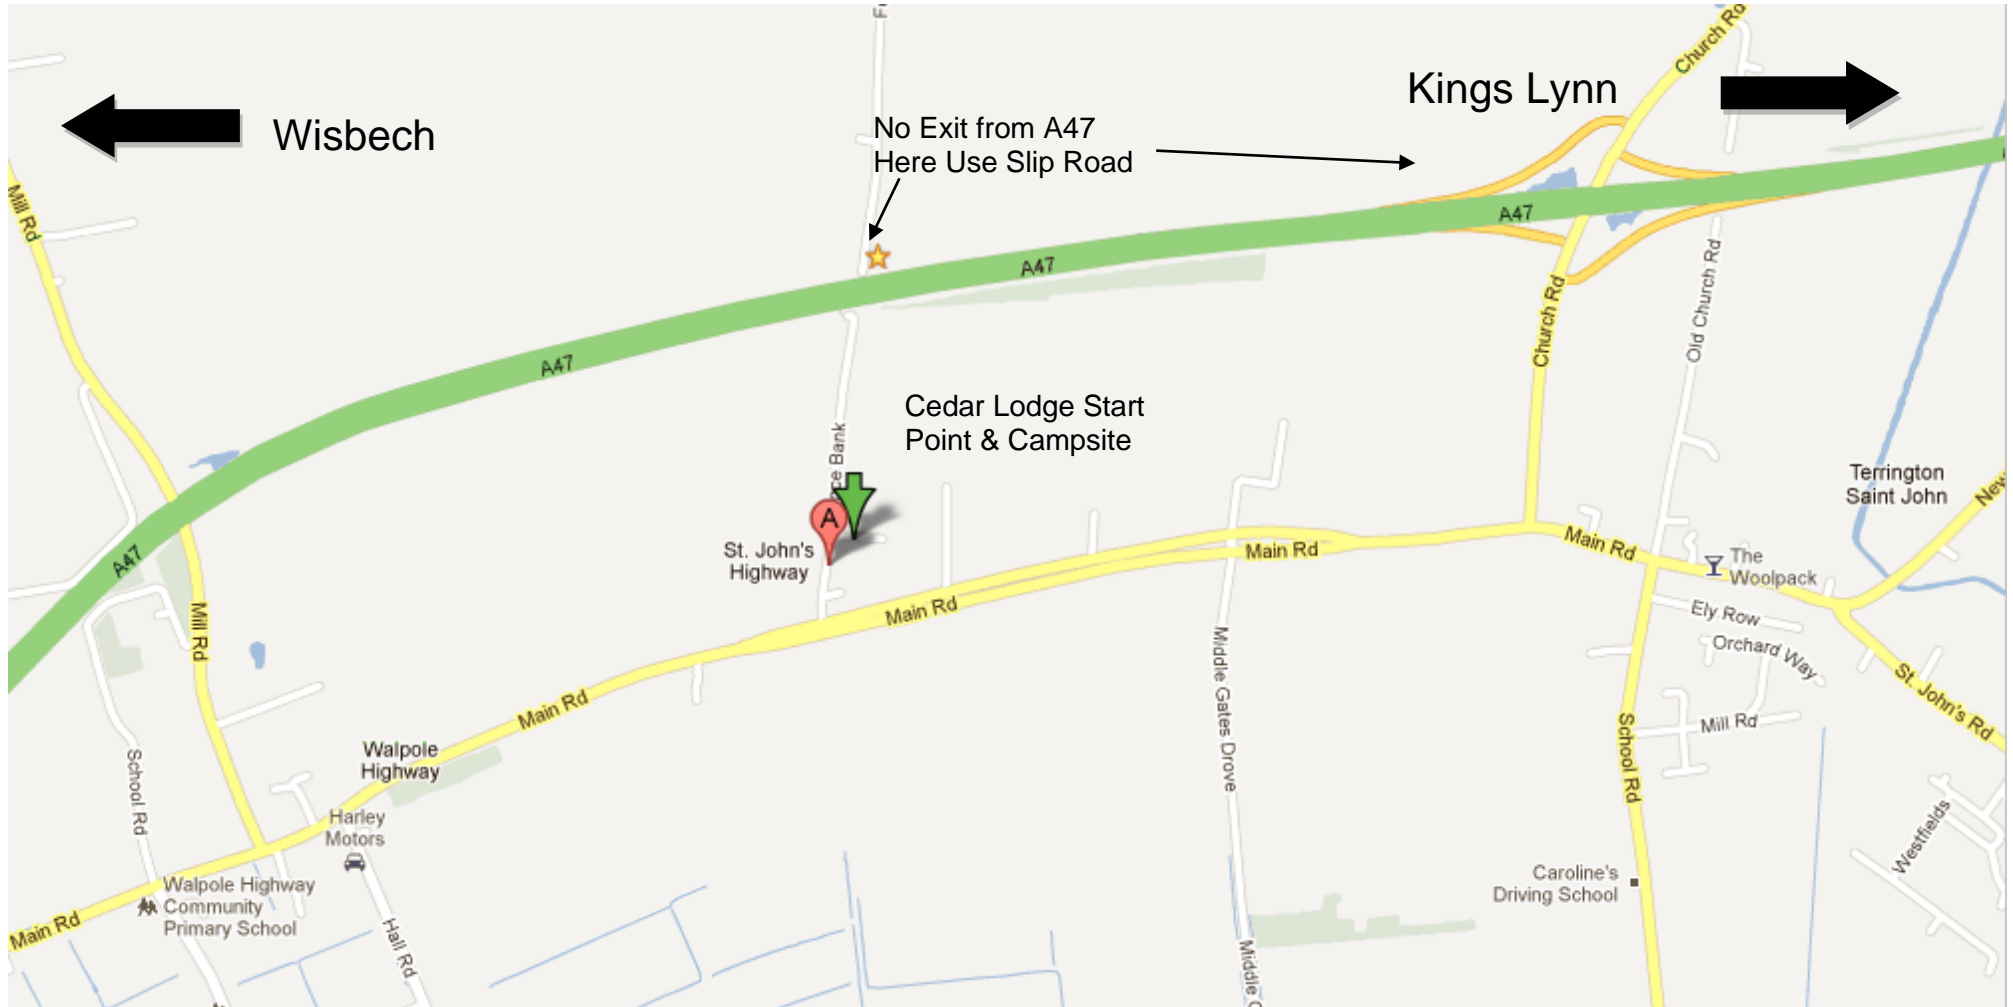 Church Rd
Kings Lynn
Wisbech
No Exit from A47
Here Use Slip Road
Mill Rd
A47
A47
A47
A47
Church Rd
Old Church Rd
Cedar Lodge Start
Point & Campsite
Bank
A
St. John's
Highway
Main Rd
Main Rd
Main Rd
Terrington
Saint John
The
Woolpack
Ely Row
Orchard Way
St. John's Rd
Mill Rd
Mill Rd
Middle Gates Drove
School Rd
Main Rd
Walpole
Highway
School Rd
Harley
Motors
Westfields
Caroline's
Driving School
Walpole Highway
Community
Primary School
Main Rd
Hall Rd
Middle